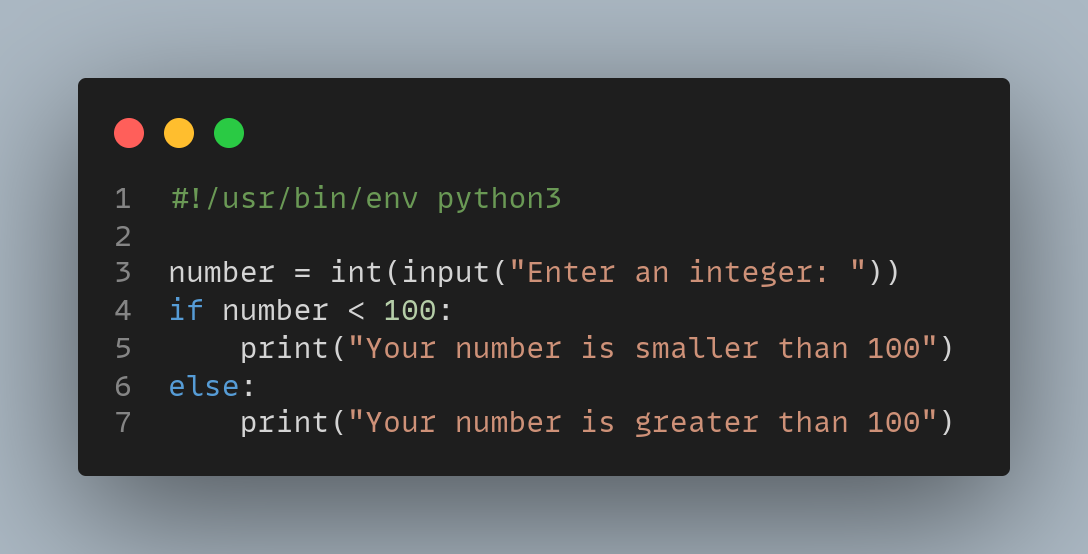 1 #!/usr/bin/env python3
2
3 number = int(input("Enter an integer: "))
4 if number < 100:
5     print("Your number is smaller than 100")
6 else:
7     print("Your number is greater than 100")